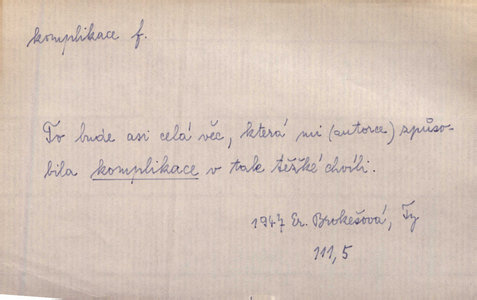 komplikace f.
To bude asi celá věc, která mi (autorce) způso-
bila komplikace v tak těžké chvíli.
1947 Er. Brokešová, Ty
111,5